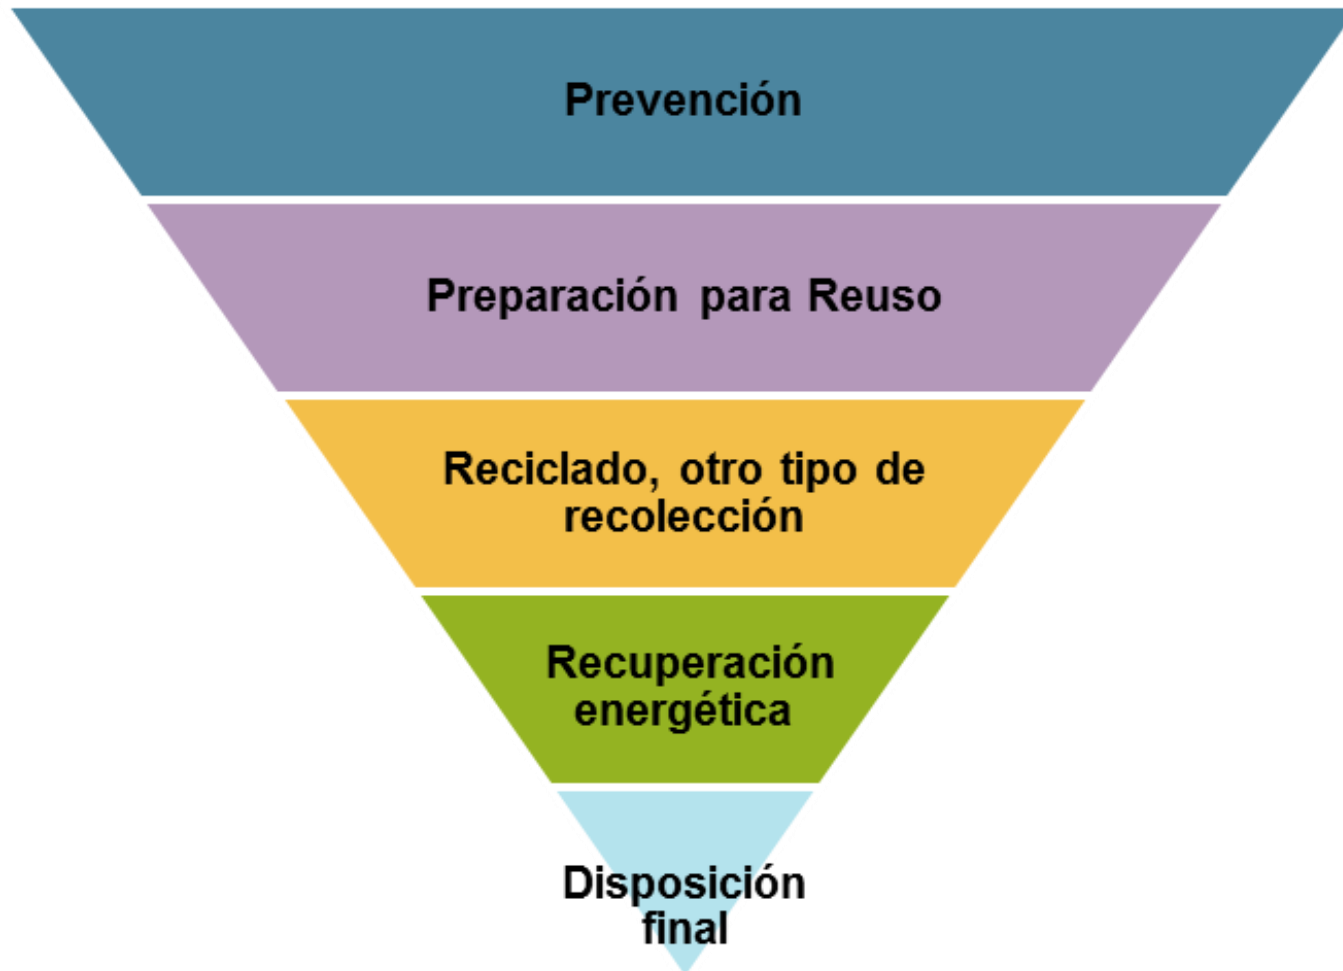 Prevención
Preparación para Reuso
Reciclado, otro tipo de
recolección
Recuperación
energética
Disposición
final